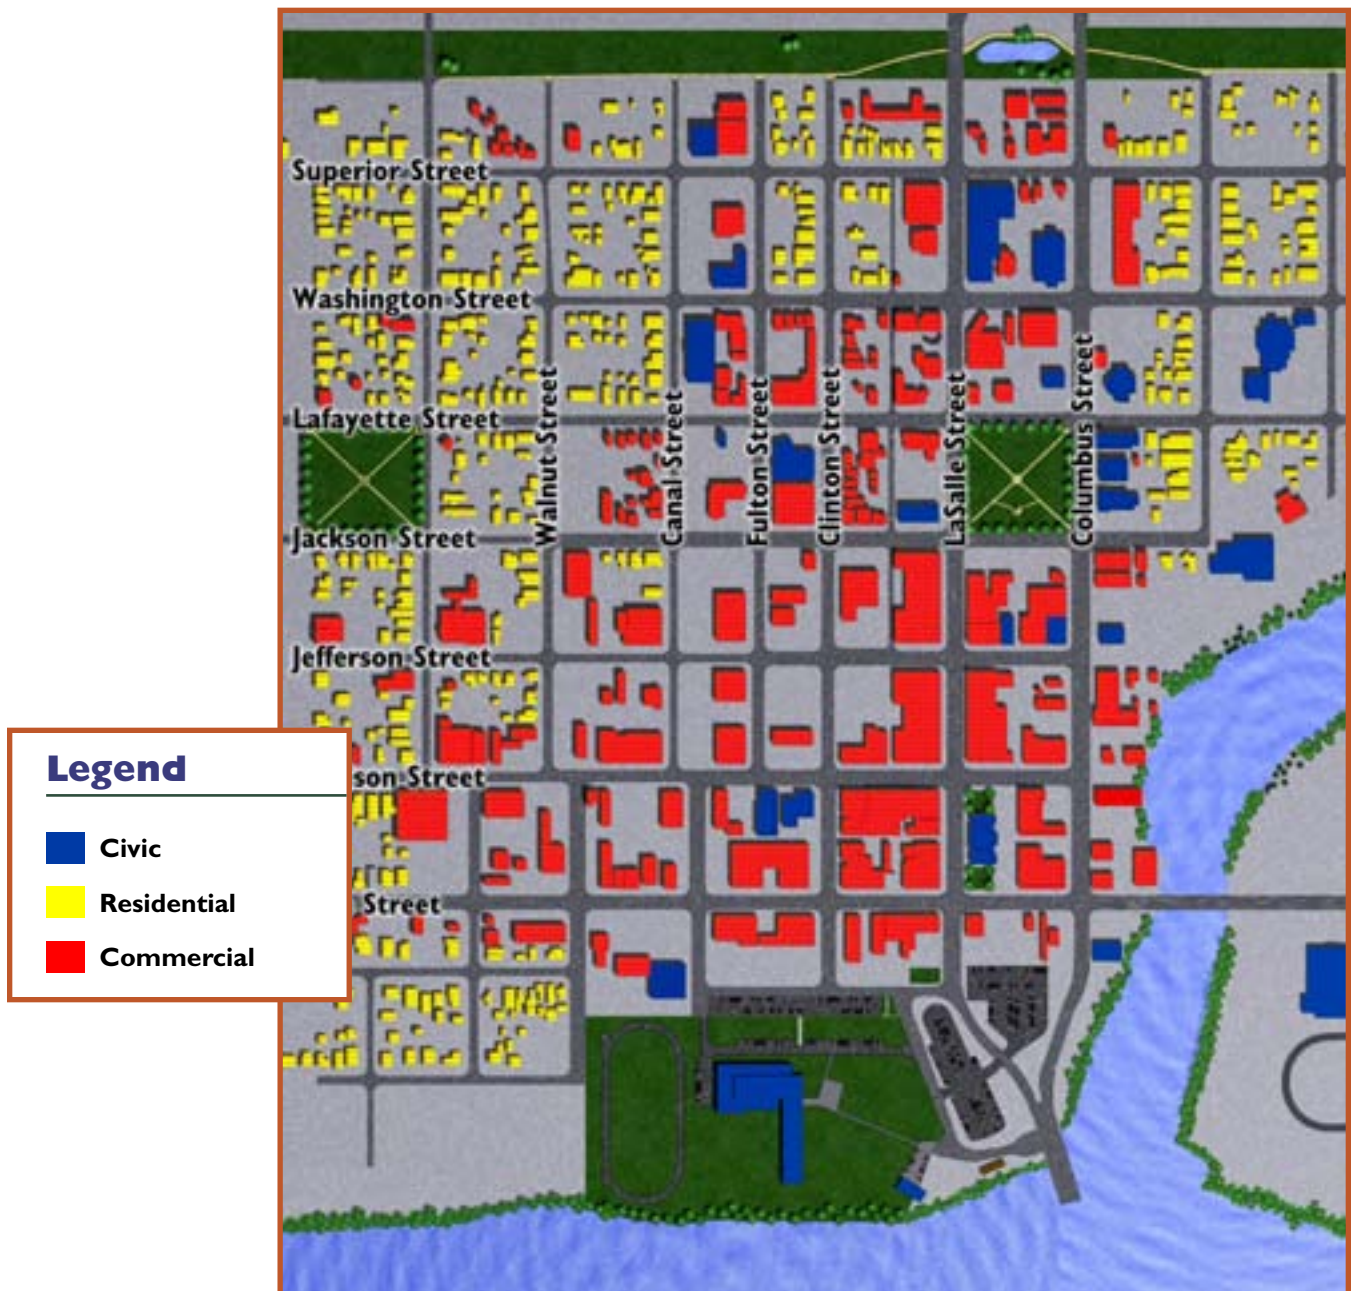 Superior Street
Washington Street
Lafayette Street
Walnut Street
Canal Street
Fulton Street
Clinton Street
LaSalle Street
Columbus Street
Jackson Street
Jefferson Street
son Street
Street
Legend
Civic
Residential
Commercial